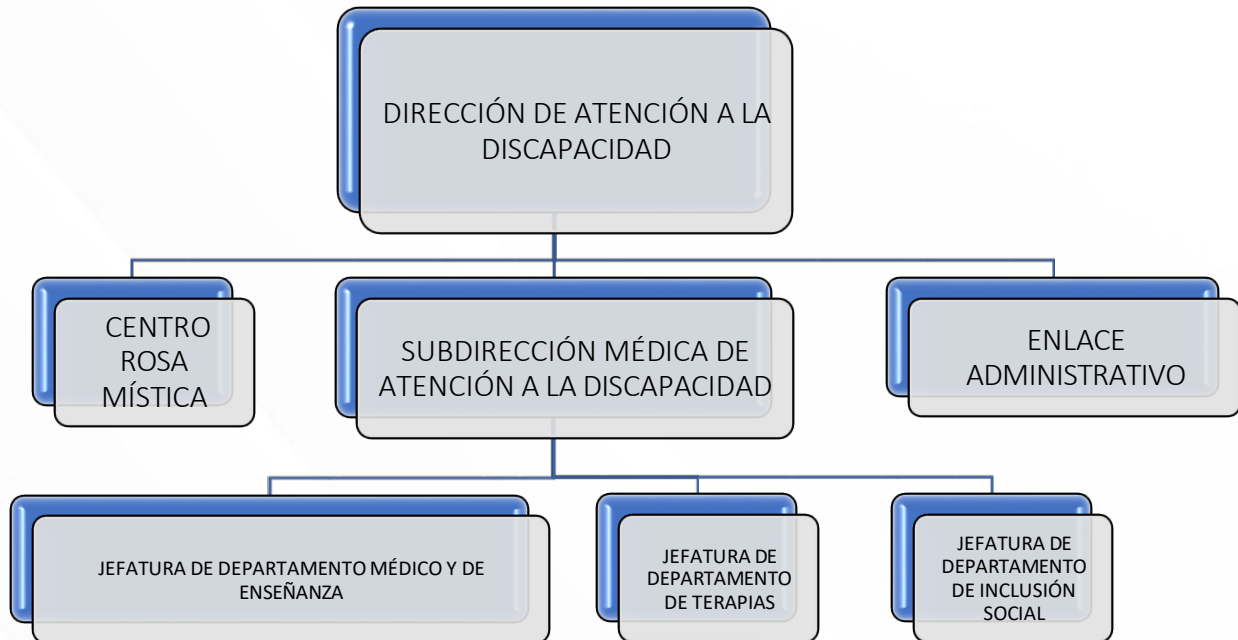 DIRECCIÓN DE ATENCIÓN A LA
DISCAPACIDAD
CENTRO
ROSA
MÍSTICA
SUBDIRECCIÓN MÉDICA DE
ATENCIÓN A LA DISCAPACIDAD
ENLACE
ADMINISTRATIVO
JEFATURA DE DEPARTAMENTO MÉDICO Y DE
ENSEÑANZA
JEFATURA DE
DEPARTAMENTO
DE TERAPIAS
JEFATURA DE
DEPARTAMENTO
DE INCLUSIÓN
SOCIAL